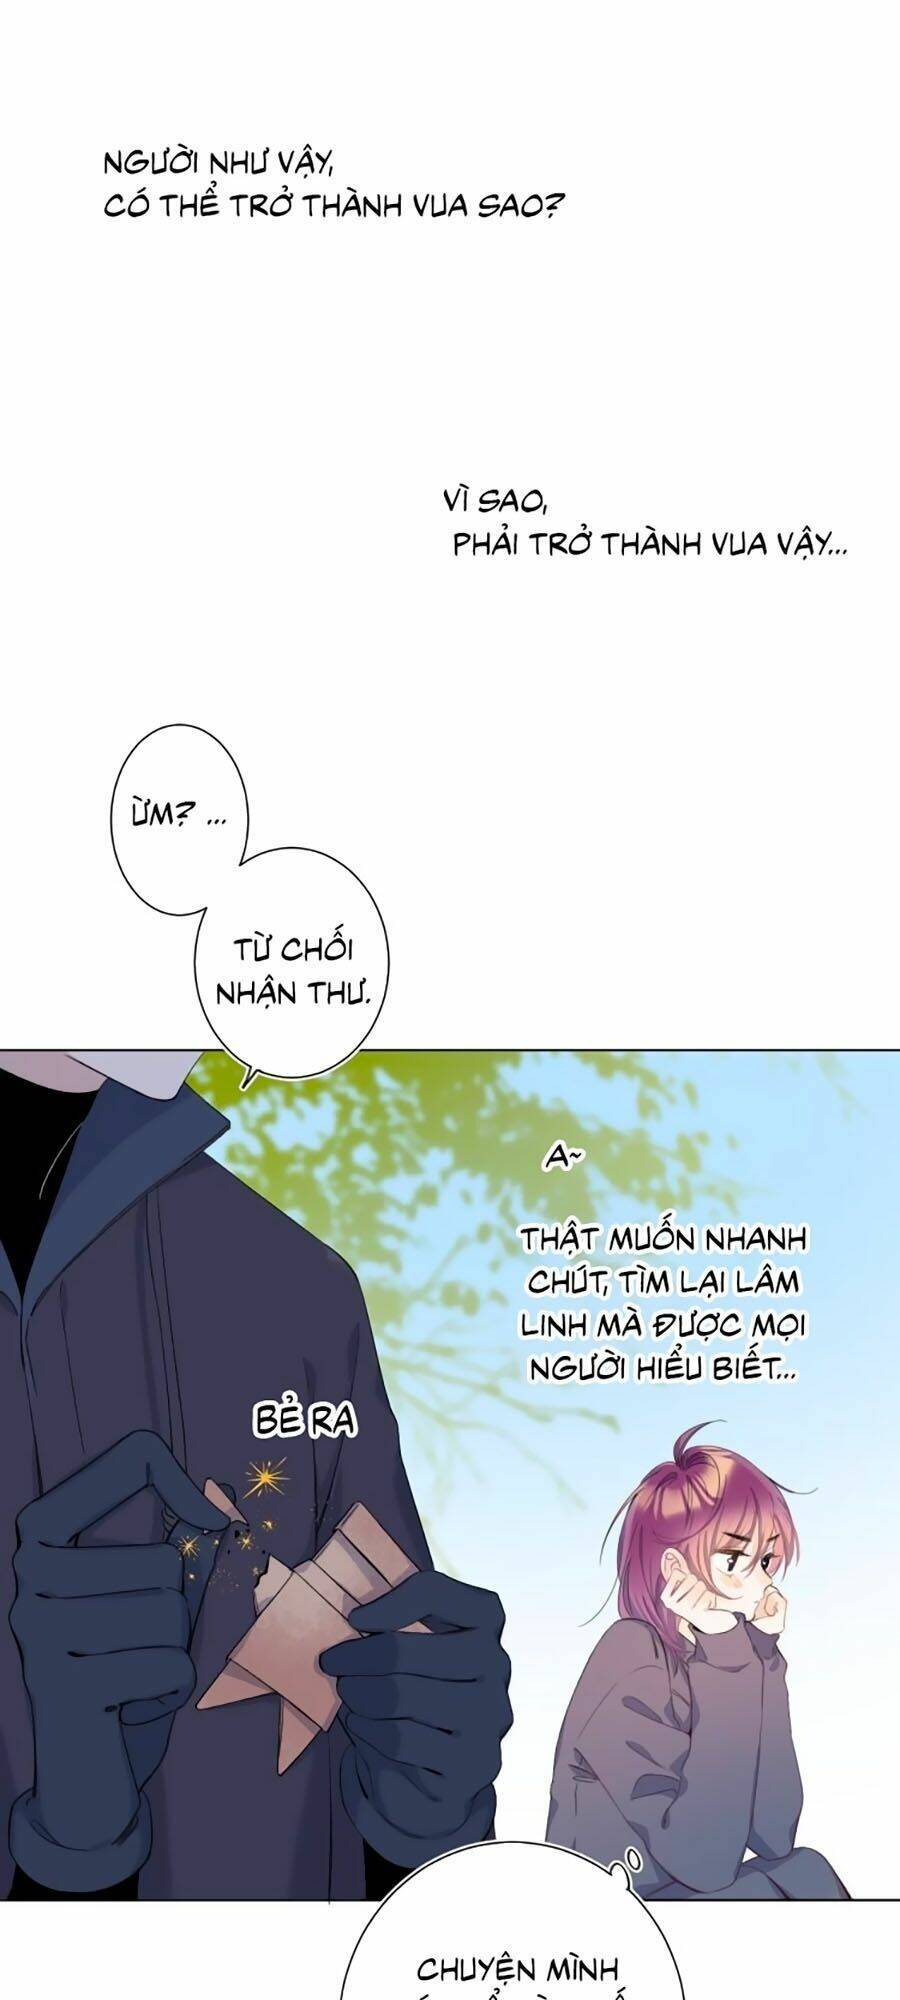 NGƯỜI NHƯ VẬY,
CÓ THỂ TRỞ THÀNH VUA SAO?
VÌ SAO,
PHẢI TRỞ THÀNH VUA VẬY...
ỪM? ...
TỪ CHỐI
NHẬN THƯ.
A~
THẬT MUỐN NHANH
CHÚT, TÌM LẠI LÂM
LINH MÀ ĐƯỢC MỌI
NGƯỜI HIỂU BIẾT...
BẺ RA
CHUYỆN MÌNH